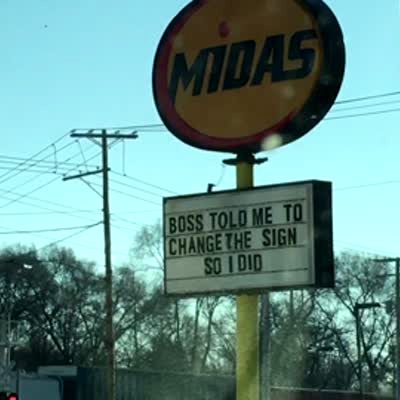 MIDAS
BOSS TOLD ME TO
CHANGE THE SIGN
SO I DID